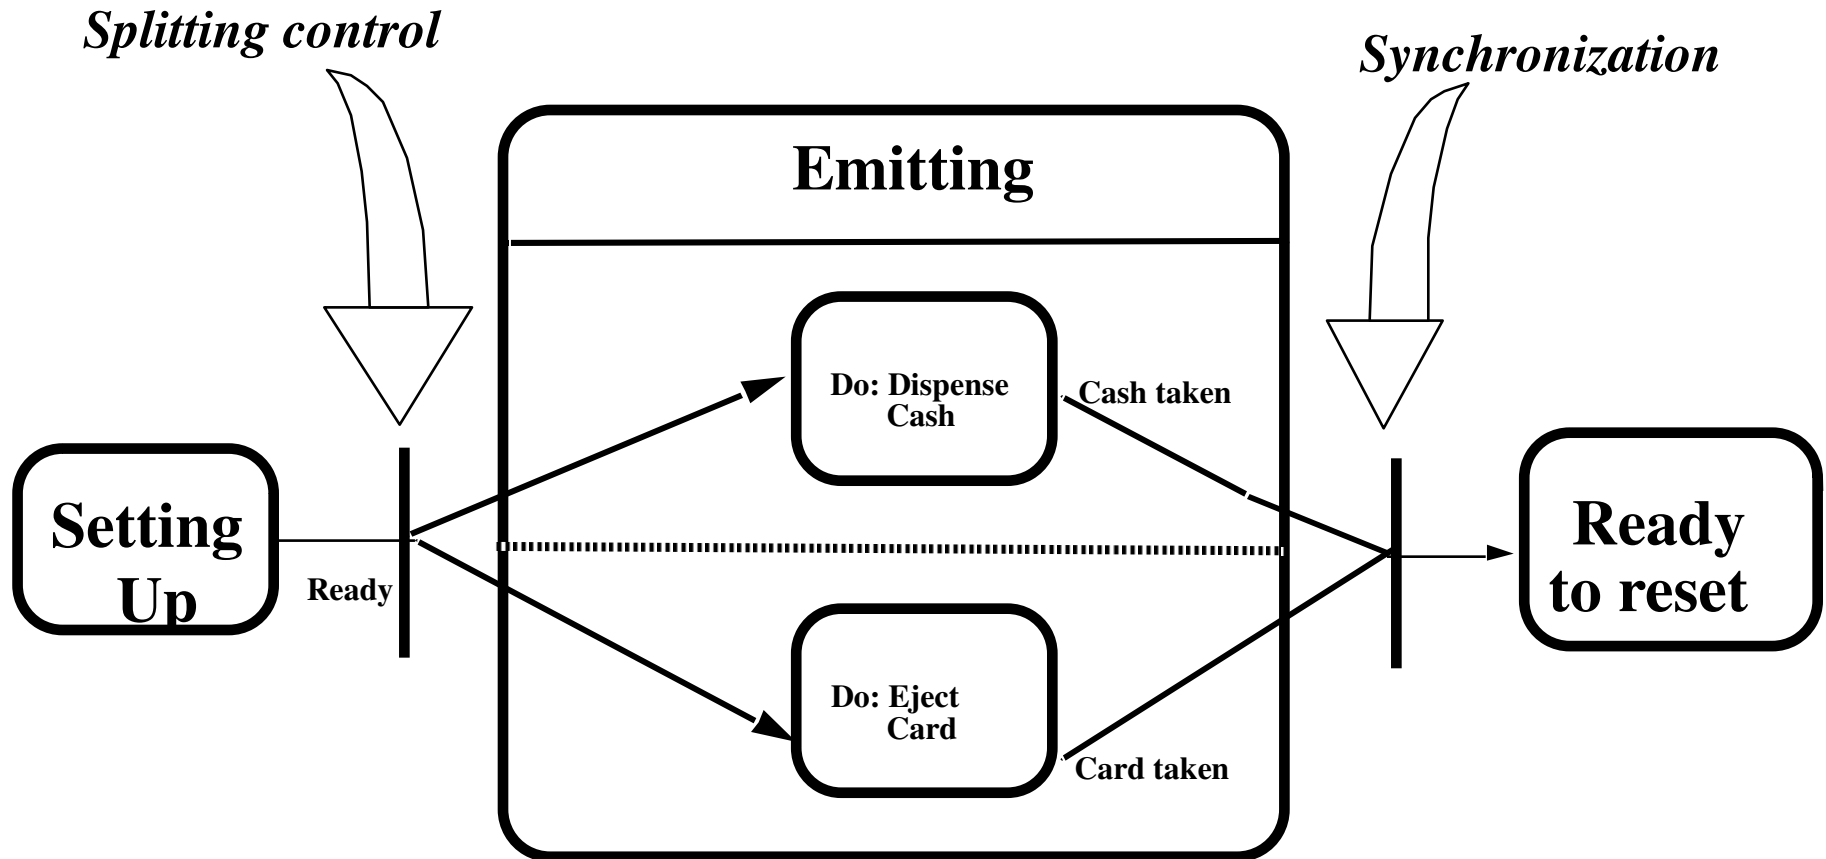 Splitting control
Synchronization
Emitting
Do: Dispense
Cash
Cash taken
Setting
Up
Ready
Ready
to reset
Do: Eject
Card
Card taken